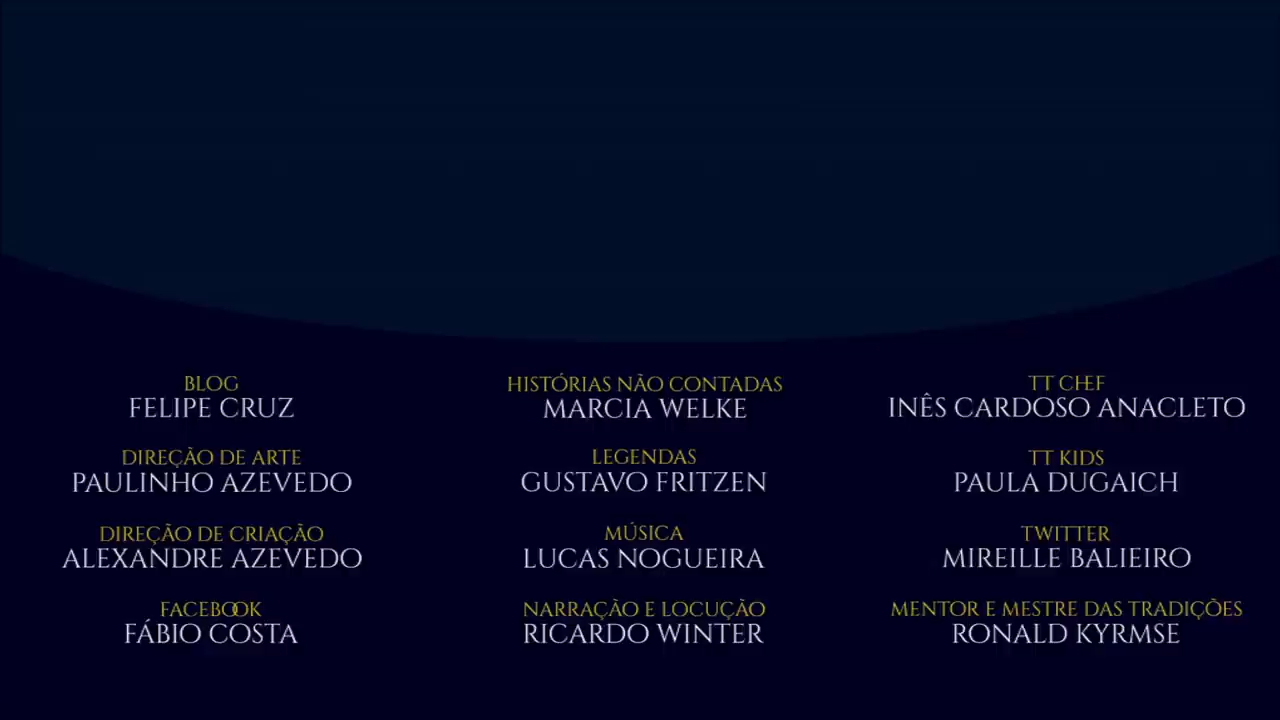 BLOG
FELIPE CRUZ
DIREÇÃO DE ARTE
PAULINHO AZEVEDO
DIREÇÃO DE CRIAÇÃO
ALEXANDRE AZEVEDO
FACEBOOK
FÁBIO COSTA
HISTÓRIAS NÃO CONTADAS
MARCIA WELKE
LEGENDAS
GUSTAVO FRITZEN
MÚSICA
LUCAS NOGUEIRA
NARRAÇÃO E LOCUÇÃO
RICARDO WINTER
TT CHEF
INÊS CARDOSO ANACLETO
TT KIDS
PAULA DUGAICH
TWITTER
MIREILLE BALIEIRO
MENTOR E MESTRE DAS TRADIÇÕES
RONALD KYRMSE